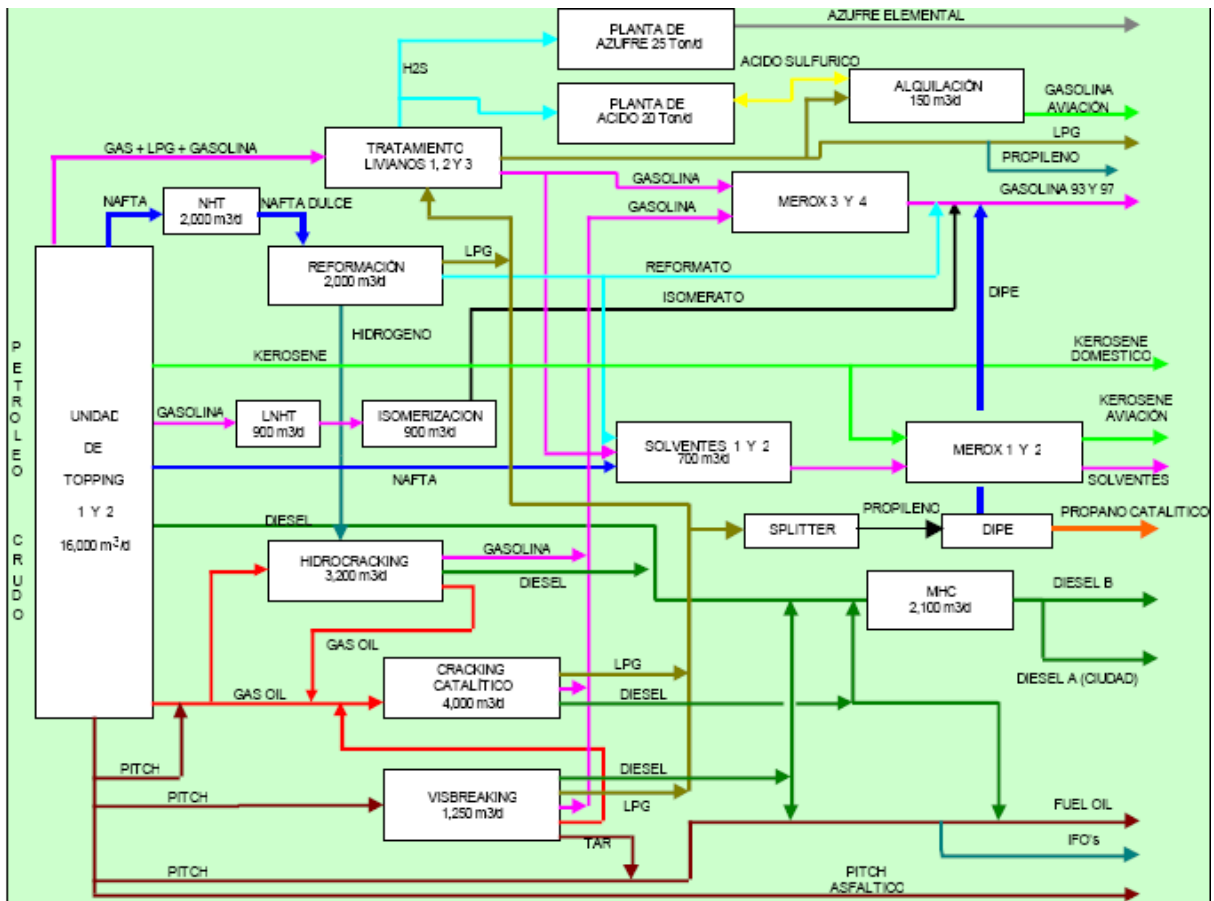 AZUFRE ELEMENTAL
PLANTA DE
AZUFRE 25 Ton/d
H2S
ACIDO SULFURICO
PLANTA DE
ACIDO 20 Ton/d
ALQUILACIÓN
150 m3/d
GASOLINA
AVIACIÓN
GAS + LPG + GASOLINA
TRATAMIENTO
LIVIANOS 1, 2 Y 3
LPG
PROPILENO
GASOLINA
GASOLINA
MEROX 3 Y 4
GASOLINA 93 Y 97
NAFTA
NHT
2,000 m3/d
NAFTA DULCE
REFORMACIÓN
2,000 m3/d
LPG
REFORMATO
ISOMERATO
DIPE
HIDROGENO
PETROLEO CRUDO
UNIDAD
DE
TOPPING
1 Y 2
16,000 m3/d
KEROSENE
KEROSENE
DOMESTICO
GASOLINA
LNHT
900 m3/d
ISOMERIZACION
900 m3/d
KEROSENE
AVIACIÓN
SOLVENTES 1 Y 2
700 m3/d
MEROX 1 Y 2
NAFTA
SOLVENTES
DIESEL
SPLITTER
PROPILENO
DIPE
PROPANO CATALITICO
HIDROCRACKING
3,200 m3/d
GASOLINA
DIESEL
MHC
2,100 m3/d
DIESEL B
GAS OIL
DIESEL A (CIUDAD)
GAS OIL
CRACKING
CATALÍTICO
4,000 m3/d
LPG
DIESEL
PITCH
PITCH
VISBREAKING
1,250 m3/d
DIESEL
LPG
TAR
FUEL OIL
IFO's
PITCH
PITCH
ASFALTICO